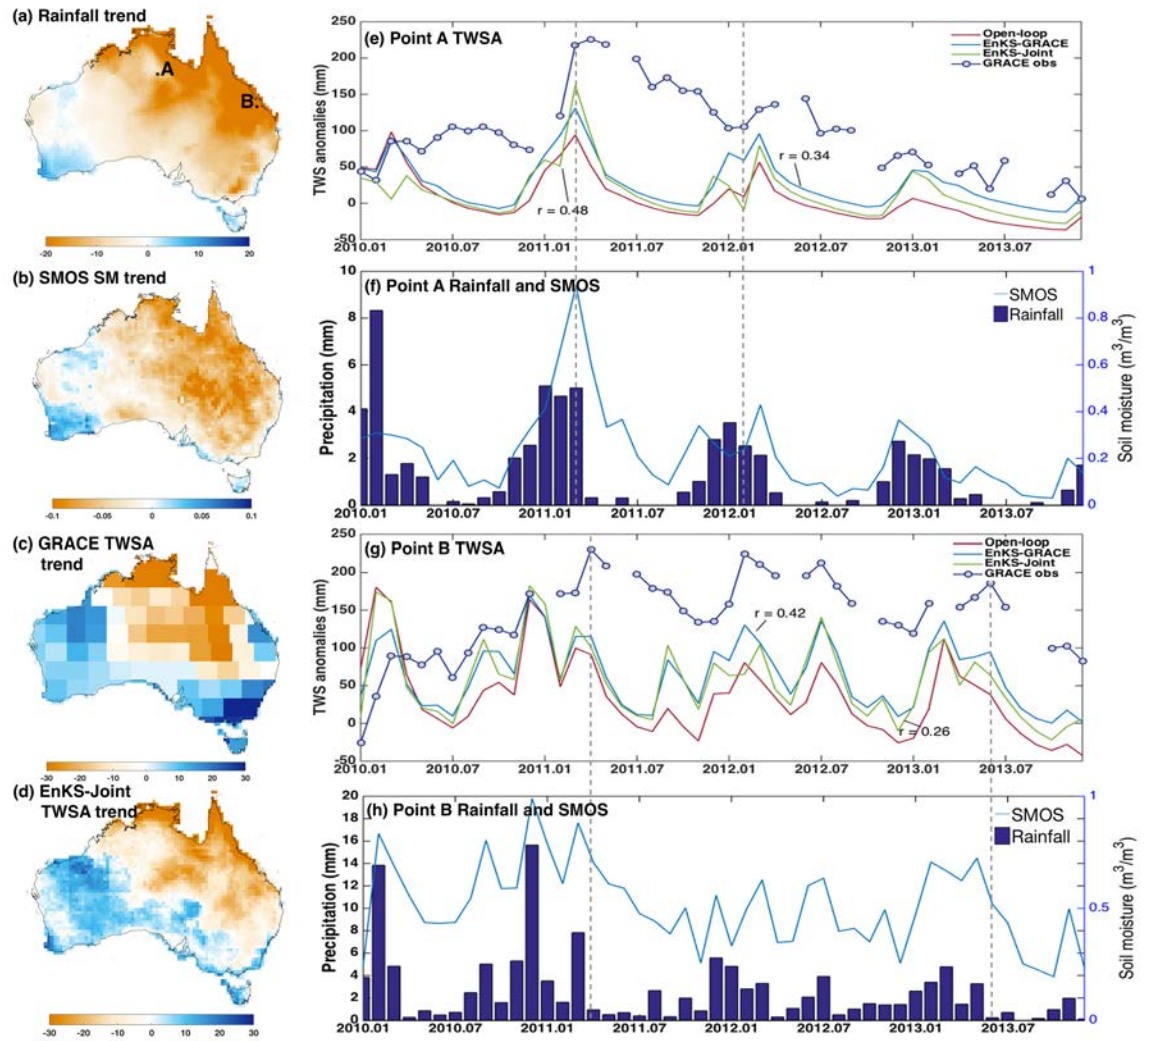 (a) Rainfall trend
.A
B.
-20 -10 0 10 20
(b) SMOS SM trend
-0.1 -0.05 0 0.05 0.1
(c) GRACE TWSA
trend
-30 -20 -10 0 10 20 30
(d) EnKS-Joint
TWSA trend
-30 -20 -10 0 10 20 30
(e) Point A TWSA
TWS anomalies (mm)
250
200
150
100
50
0
-50
Open-loop
EnKS-GRACE
EnKS-Joint
GRACE obs
r = 0.48
r = 0.34
2010.01 2010.07 2011.01 2011.07 2012.01 2012.07 2013.01 2013.07
(f) Point A Rainfall and SMOS
Precipitation (mm)
10
8
6
4
2
0
SMOS
Rainfall
1
0.8
0.6
0.4
0.2
0
Soil moisture (m³/m³)
2010.01 2010.07 2011.01 2011.07 2012.01 2012.07 2013.01 2013.07
(g) Point B TWSA
TWS anomalies (mm)
250
200
150
100
50
0
-50
Open-loop
EnKS-GRACE
EnKS-Joint
GRACE obs
r = 0.42
r = 0.26
2010.01 2010.07 2011.01 2011.07 2012.01 2012.07 2013.01 2013.07
(h) Point B Rainfall and SMOS
Precipitation (mm)
20
18
16
14
12
10
8
6
4
2
0
SMOS
Rainfall
1
0.5
0
Soil moisture (m³/m³)
2010.01 2010.07 2011.01 2011.07 2012.01 2012.07 2013.01 2013.07